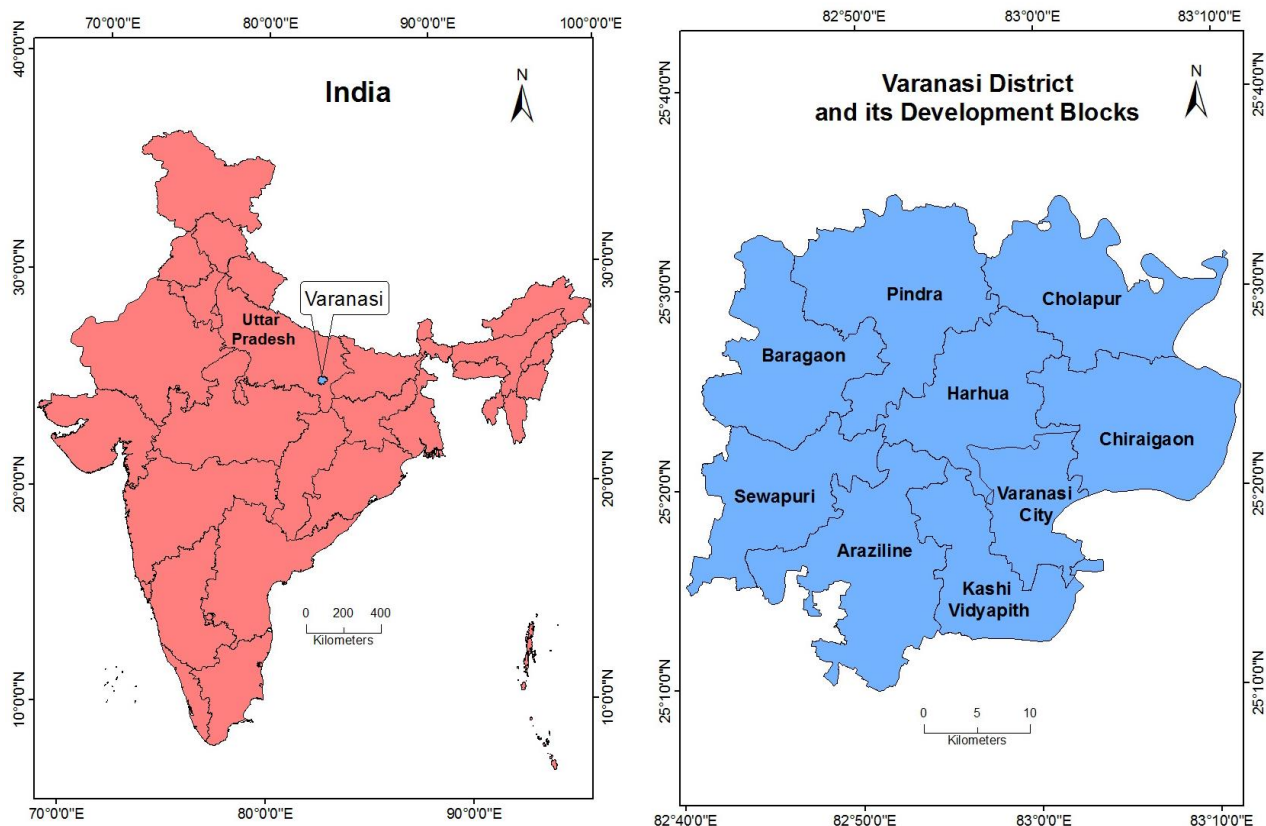 70°0'0"E 80°0'0"E 90°0'0"E 100°0'0"E
40°0'0"N
30°0'0"N
20°0'0"N
10°0'0"N
India
N
Varanasi
Uttar
Pradesh
0 200 400
Kilometers
30°0'0"N
20°0'0"N
10°0'0"N
70°0'0"E 80°0'0"E 90°0'0"E
82°50'0"E 83°0'0"E 83°10'0"E
25°40'0"N
25°30'0"N
25°20'0"N
25°10'0"N
Varanasi District
and its Development Blocks
N
Pindra
Cholapur
Baragaon
Harhua
Chiraigaon
Sewapuri
Varanasi
City
Araziline
Kashi
Vidyapith
0 5 10
Kilometers
25°40'0"N
25°30'0"N
25°20'0"N
25°10'0"N
82°40'0"E 82°50'0"E 83°0'0"E 83°10'0"E